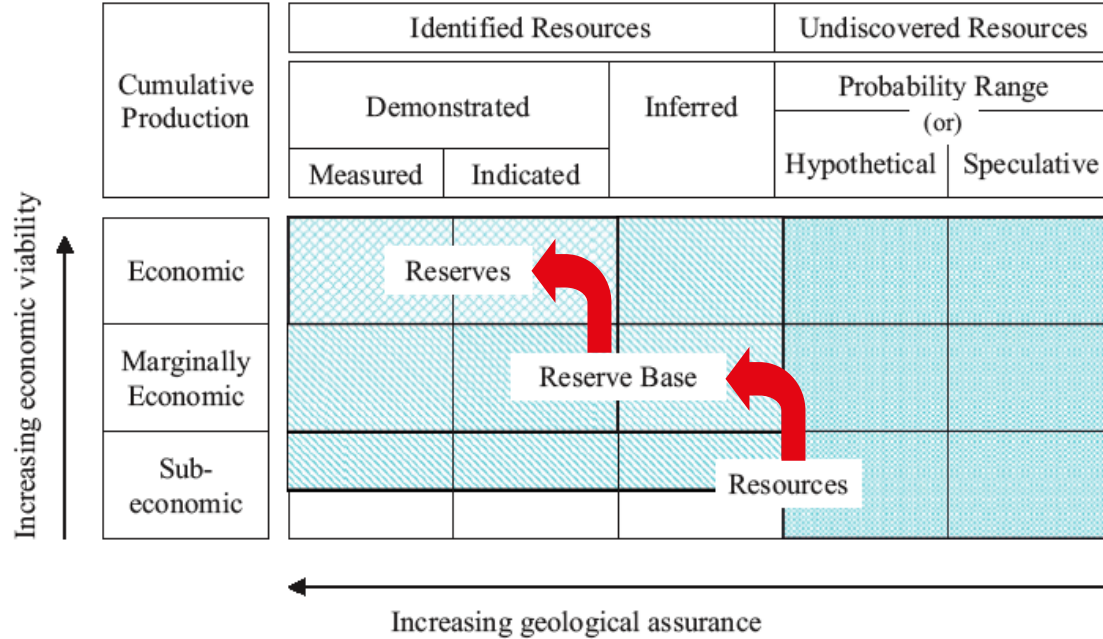 Identified Resources
Undiscovered Resources
Cumulative
Production
Demonstrated
Inferred
Probability Range
(or)
Measured
Indicated
Hypothetical
Speculative
Increasing economic viability
Economic
Reserves
Marginally
Economic
Reserve Base
Sub-
economic
Resources
Increasing geological assurance